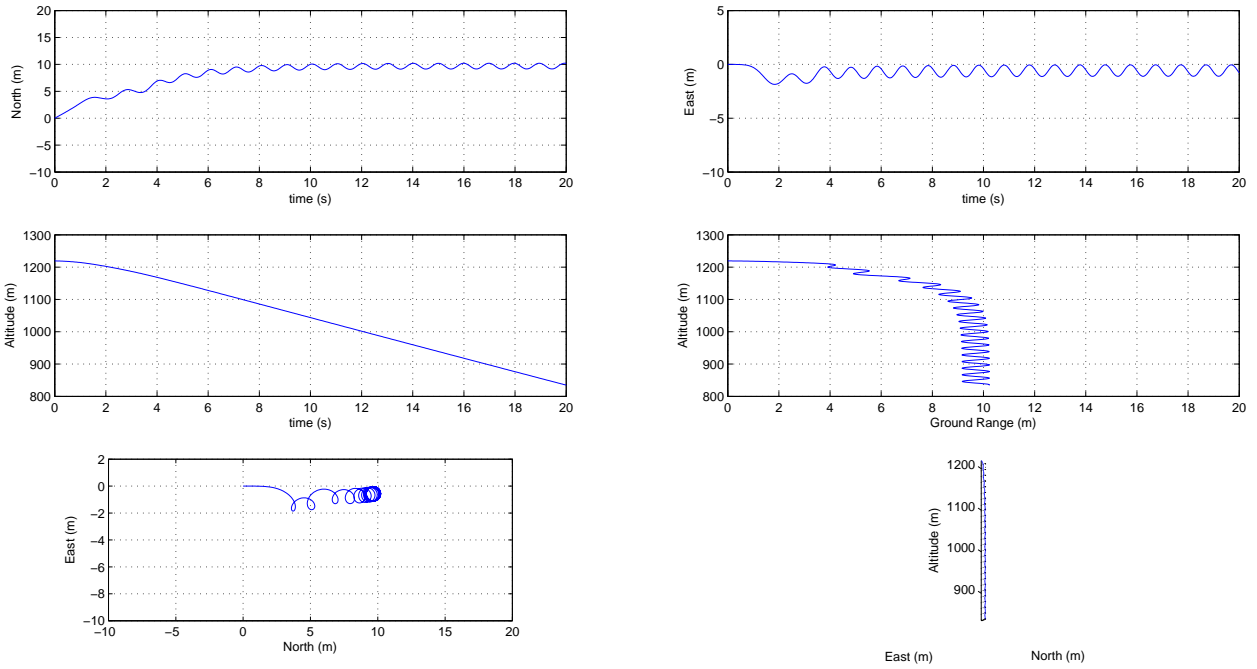 20
15
10
5
0
−5
−10
North (m)
0 2 4 6 8 10 12 14 16 18 20
time (s)
5
0
−5
−10
East (m)
0 2 4 6 8 10 12 14 16 18 20
time (s)
1300
1200
1100
1000
900
800
Altitude (m)
0 2 4 6 8 10 12 14 16 18 20
time (s)
1300
1200
1100
1000
900
800
Altitude (m)
0 2 4 6 8 10 12 14 16 18 20
Ground Range (m)
2
0
−2
−4
−6
−8
−10
East (m)
−10 −5 0 5 10 15 20
North (m)
1200
1100
1000
900
Altitude (m)
East (m) North (m)